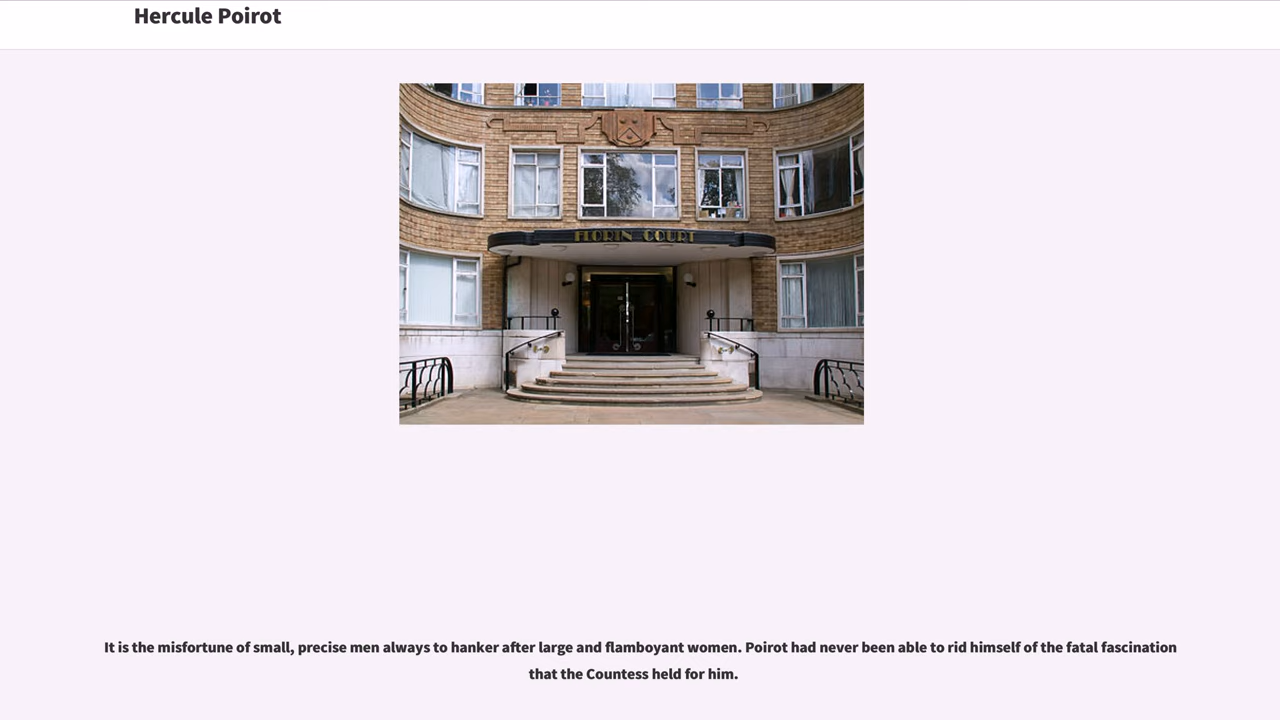 Hercule Poirot
FLORIN COURT
It is the misfortune of small, precise men always to hanker after large and flamboyant women. Poirot had never been able to rid himself of the fatal fascination
that the Countess held for him.